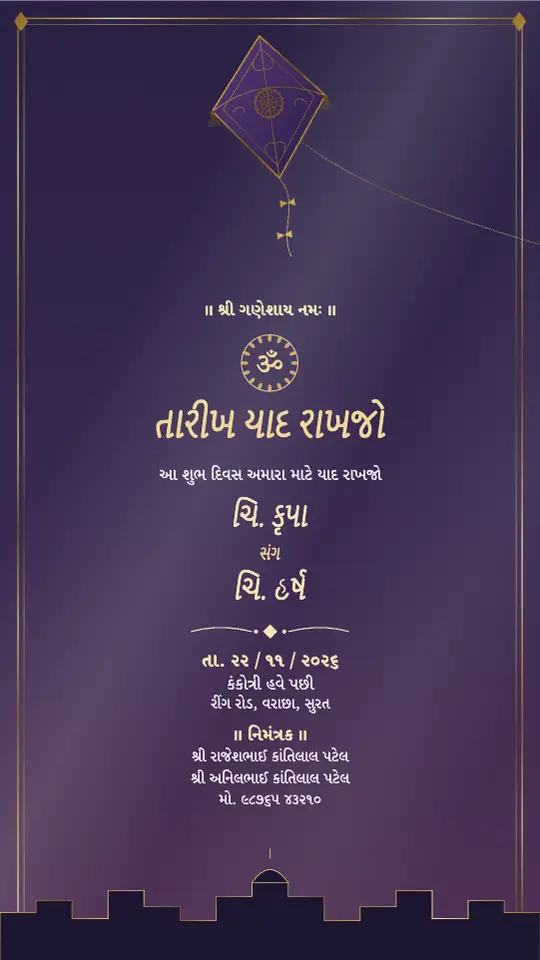 ॥ શ્રી ગણેશાય નમઃ ॥
ૐ
તારીખ યાદ રાખજો
આ શુભ દિવસ અમારા માટે યાદ રાખજો
ચિ. કૃપા
સંગ
ચિ. હર્ષ
તા. ૨૨ / ૧૧ / ૨૦૨૬
કંકોત્રી હવે પછી
રીંગ રોડ, વરાછા, સુરત
॥ નિમંત્રક ॥
શ્રી રાજેશભાઈ કાંતિલાલ પટેલ
શ્રી અનિલભાઈ કાંતિલાલ પટેલ
મો. ૯૮૭૬૫ ૪૩૨૧૦